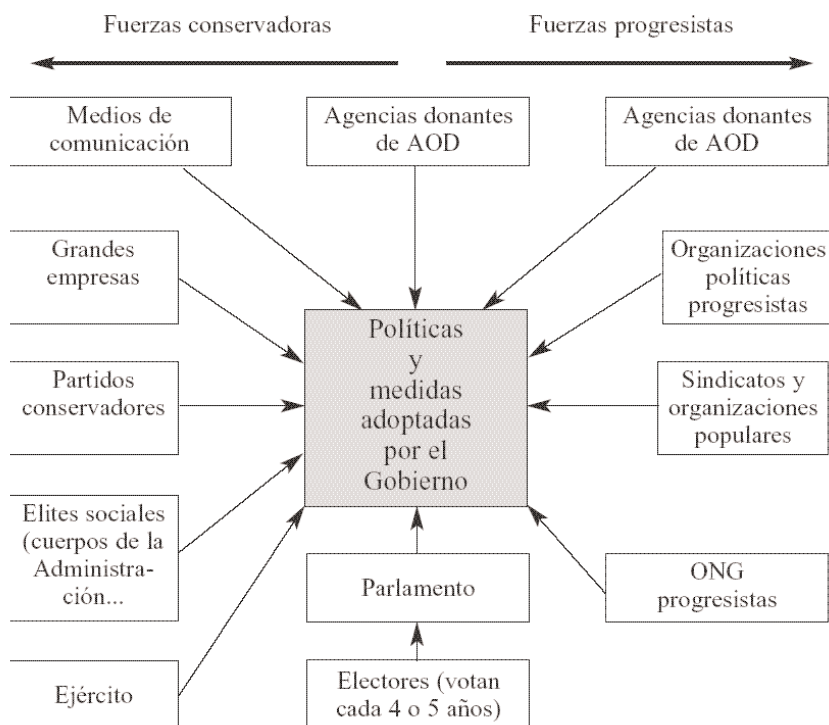 Fuerzas conservadoras
Fuerzas progresistas
Medios de
comunicación
Agencias donantes
de AOD
Agencias donantes
de AOD
Grandes
empresas
Organizaciones
políticas
progresistas
Políticas
y
medidas
adoptadas
por el
Gobierno
Partidos
conservadores
Sindicatos y
organizaciones
populares
Elites sociales
(cuerpos de la
Administra-
ción...
Parlamento
ONG
progresistas
Ejército
Electores (votan
cada 4 o 5 años)